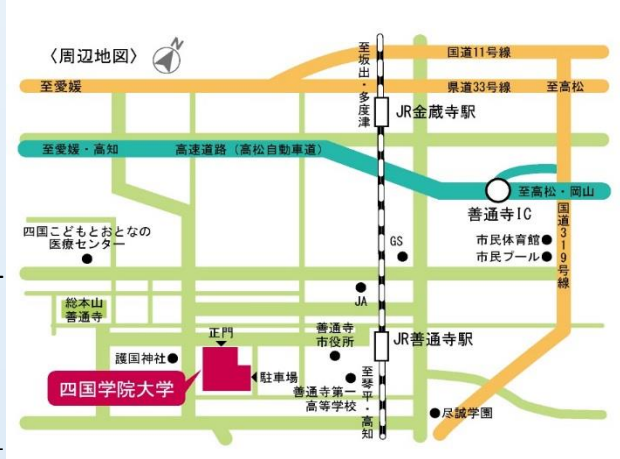 〈周辺地図〉
N
至坂出・多度津
国道11号線
至愛媛
県道33号線
至高松
JR金蔵寺駅
至愛媛・高知
高速道路（高松自動車道）
至高松・岡山
善通寺IC
国道319号線
四国こどもとおとなの
医療センター
GS
市民体育館
市民プール
JA
総本山
善通寺
正門
善通寺
市役所
JR善通寺駅
護国神社
駐車場
四国学院大学
善通寺第一
高等学校
至琴平・高知
尽誠学園